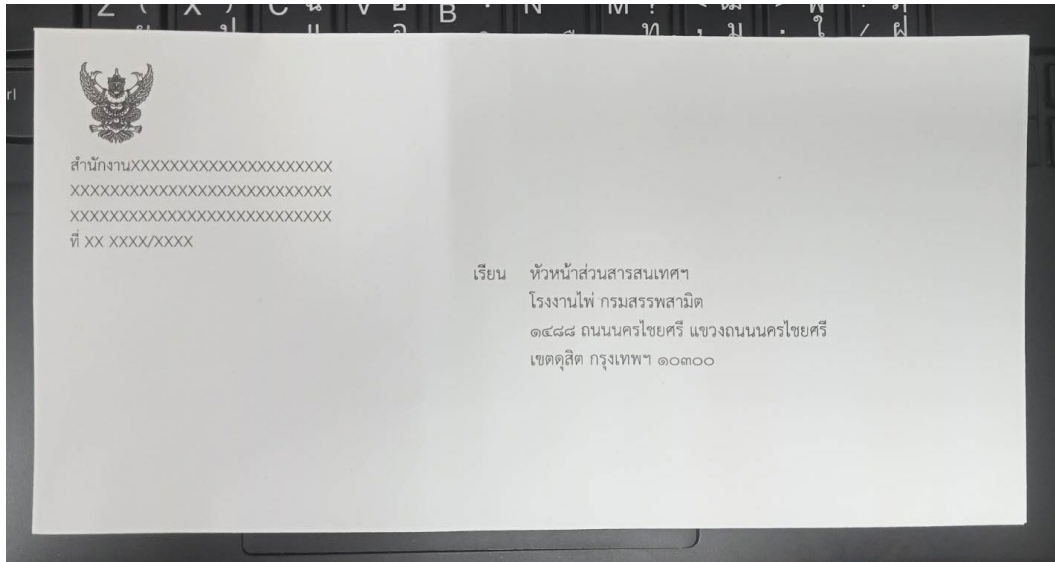 สำนักงานXXXXXXXXXXXXXXXXXXXXX
XXXXXXXXXXXXXXXXXXXXXXXXXXX
XXXXXXXXXXXXXXXXXXXXXXXXXXX
ที่ XX XXXX/XXXX
เรียน หัวหน้าส่วนสารสนเทศฯ
โรงงานไพ่ กรมสรรพสามิต
๑๔๘๘ ถนนนครไชยศรี แขวงถนนนครไชยศรี
เขตดุสิต กรุงเทพฯ ๑๐๓๐๐